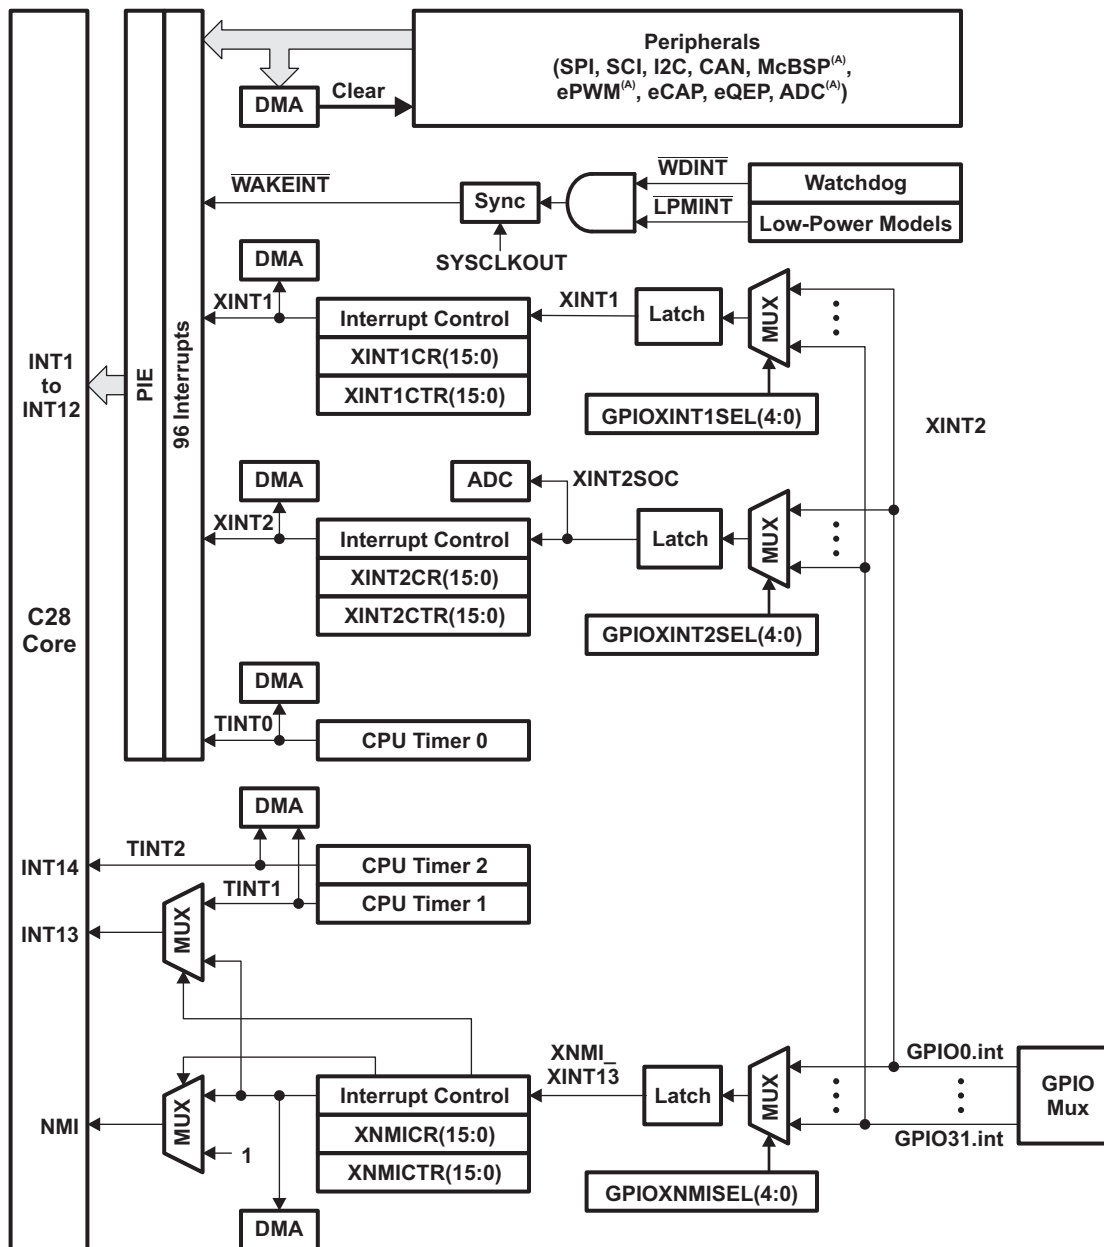 Peripherals
(SPI, SCI, I2C, CAN, McBSP(A),
ePWM(A), eCAP, eQEP, ADC(A))
DMA
Clear
WDINT
Watchdog
WAKEINT
Sync
LPMINT
Low-Power Models
SYSCLKOUT
DMA
XINT1
Interrupt Control
XINT1CR(15:0)
XINT1CTR(15:0)
XINT1
Latch
MUX
GPIOXINT1SEL(4:0)
INT1
to
INT12
PIE
96 Interrupts
XINT2
DMA
ADC
XINT2SOC
XINT2
Interrupt Control
XINT2CR(15:0)
XINT2CTR(15:0)
Latch
MUX
GPIOXINT2SEL(4:0)
C28
Core
DMA
TINT0
CPU Timer 0
DMA
INT14
TINT2
CPU Timer 2
TINT1
CPU Timer 1
INT13
MUX
XNMI_
XINT13
GPIO0.int
GPIO
Mux
GPIO31.int
NMI
MUX
1
Interrupt Control
XNMICR(15:0)
XNMICTR(15:0)
Latch
MUX
GPIOXNMISEL(4:0)
DMA